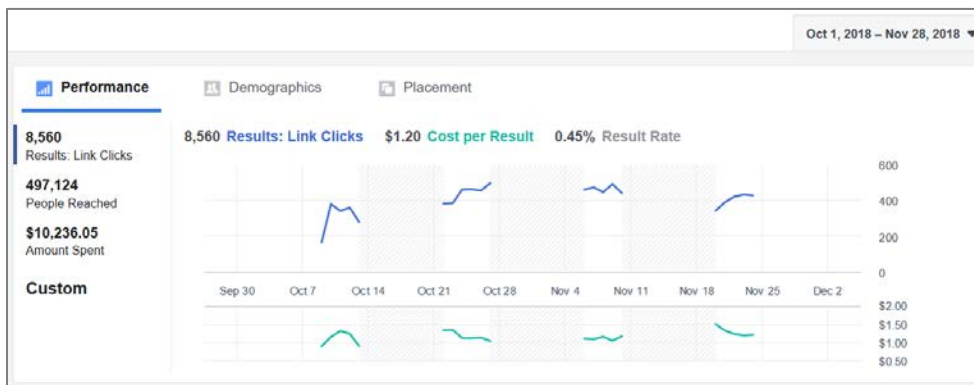 Oct 1, 2018 – Nov 28, 2018
Performance Demographics Placement
8,560
Results: Link Clicks
497,124
People Reached
$10,236.05
Amount Spent
Custom
8,560 Results: Link Clicks $1.20 Cost per Result 0.45% Result Rate
600
400
200
0
Sep 30 Oct 7 Oct 14 Oct 21 Oct 28 Nov 4 Nov 11 Nov 18 Nov 25 Dec 2
$2.00
$1.50
$1.00
$0.50